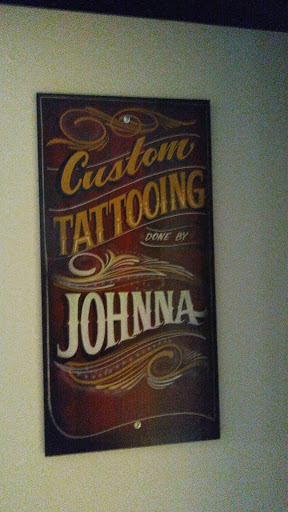 Custom
TATTOOING
DONE BY
JOHNNA